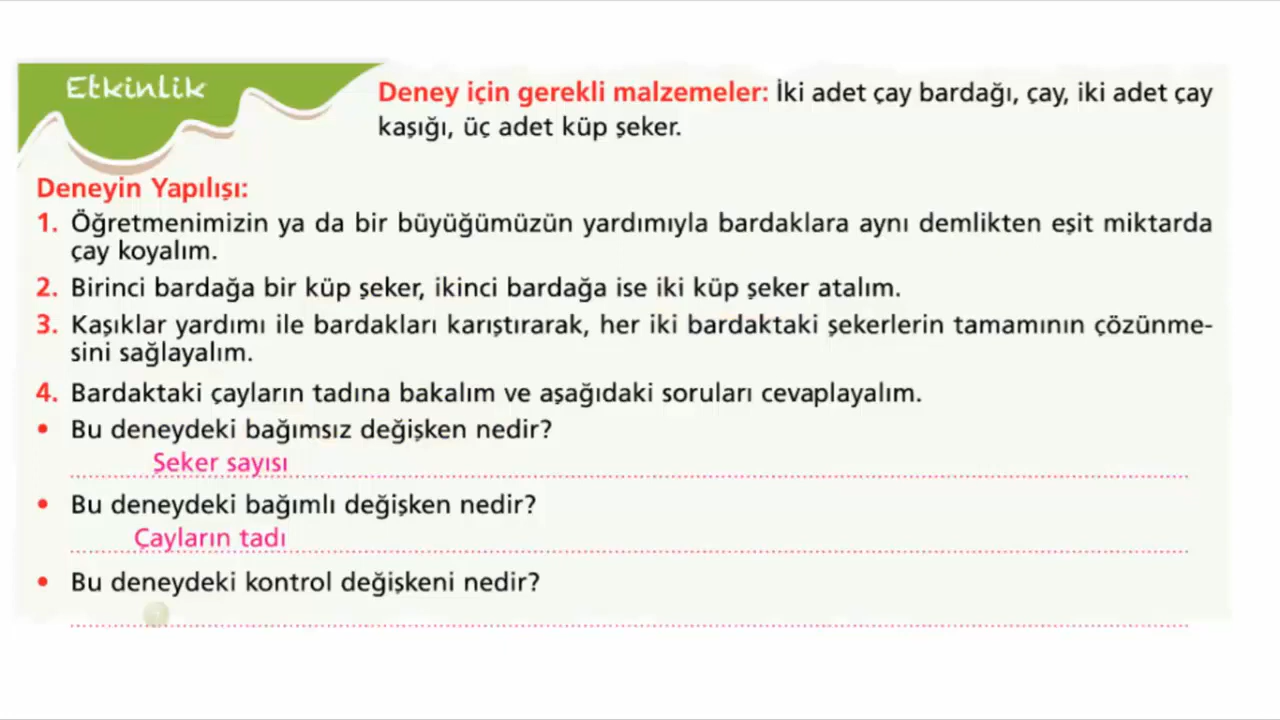 Etkinlik
Deney için gerekli malzemeler: İki adet çay bardağı, çay, iki adet çay
kaşığı, üç adet küp şeker.
Deneyin Yapılışı:
1. Öğretmenimizin ya da bir büyüğümüzün yardımıyla bardaklara aynı demlikten eşit miktarda
çay koyalım.
2. Birinci bardağa bir küp şeker, ikinci bardağa ise iki küp şeker atalım.
3. Kaşıklar yardımı ile bardakları karıştırarak, her iki bardaktaki şekerlerin tamamının çözünme-
sini sağlayalım.
4. Bardaktaki çayların tadına bakalım ve aşağıdaki soruları cevaplayalım.
• Bu deneydeki bağımsız değişken nedir?
Şeker sayısı
• Bu deneydeki bağımlı değişken nedir?
Çayların tadı
• Bu deneydeki kontrol değişkeni nedir?